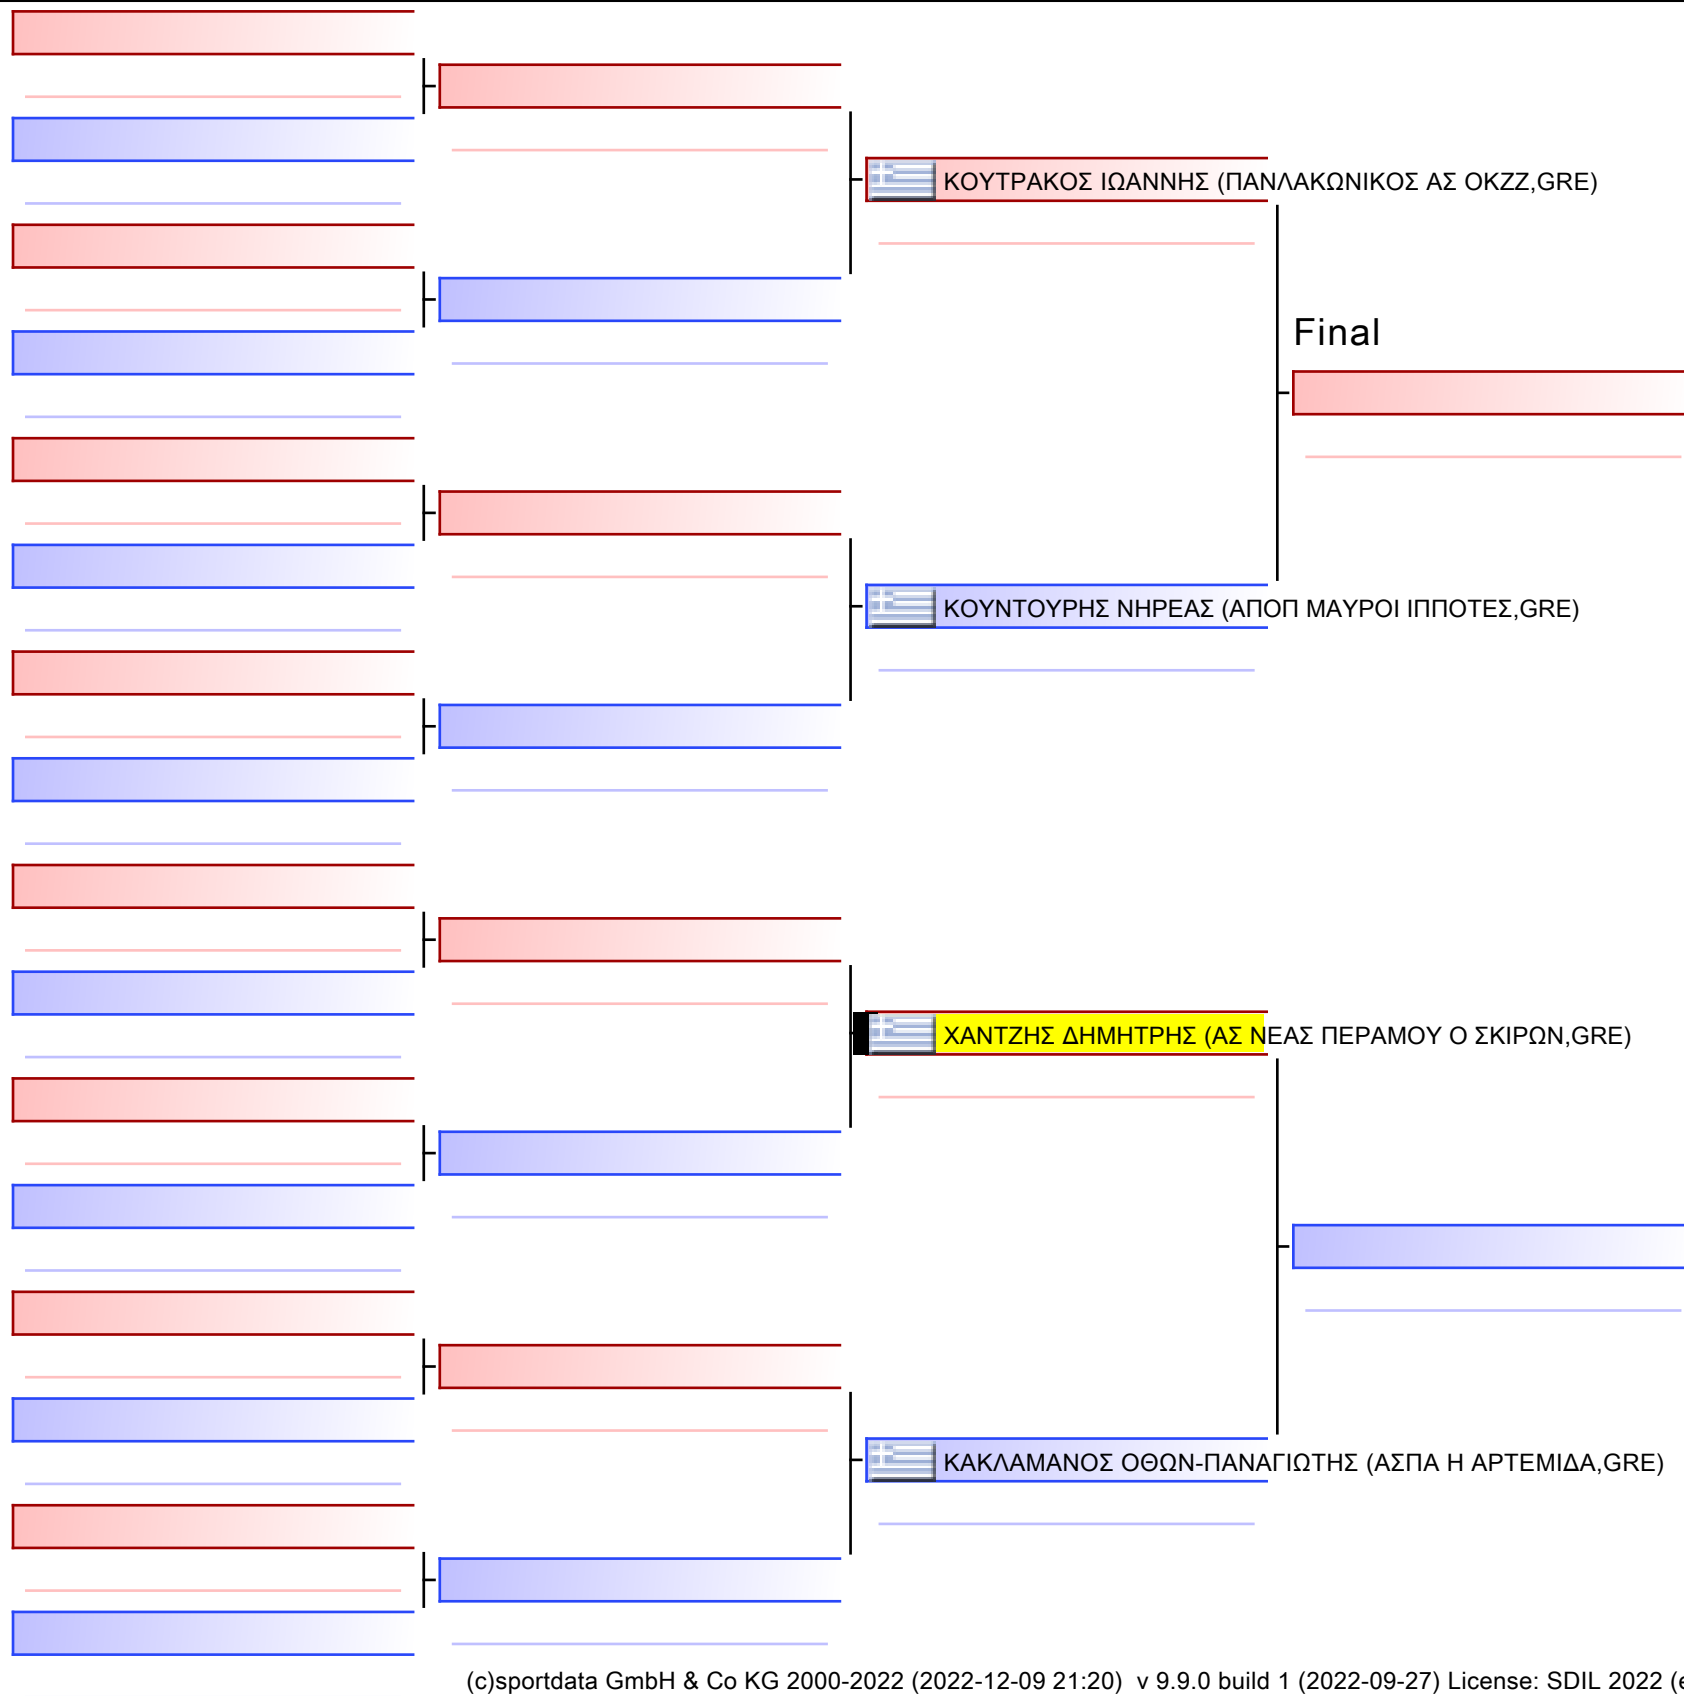 ΚΟΥΤΡΑΚΟΣ ΙΩΑΝΝΗΣ (ΠΑΝΛΑΚΩΝΙΚΟΣ ΑΣ ΟΚΖΖ,GRE)
Final
ΚΟΥΝΤΟΥΡΗΣ ΝΗΡΕΑΣ (ΑΠΟΠ ΜΑΥΡΟΙ ΙΠΠΟΤΕΣ,GRE)
ΧΑΝΤΖΗΣ ΔΗΜΗΤΡΗΣ (ΑΣ ΝΕΑΣ ΠΕΡΑΜΟΥ Ο ΣΚΙΡΩΝ,GRE)
ΚΑΚΛΑΜΑΝΟΣ ΟΘΩΝ-ΠΑΝΑΓΙΩΤΗΣ (ΑΣΠΑ Η ΑΡΤΕΜΙΔΑ,GRE)
(c)sportdata GmbH & Co KG 2000-2022 (2022-12-09 21:20) v 9.9.0 build 1 (2022-09-27) License: SDIL 2022 (e